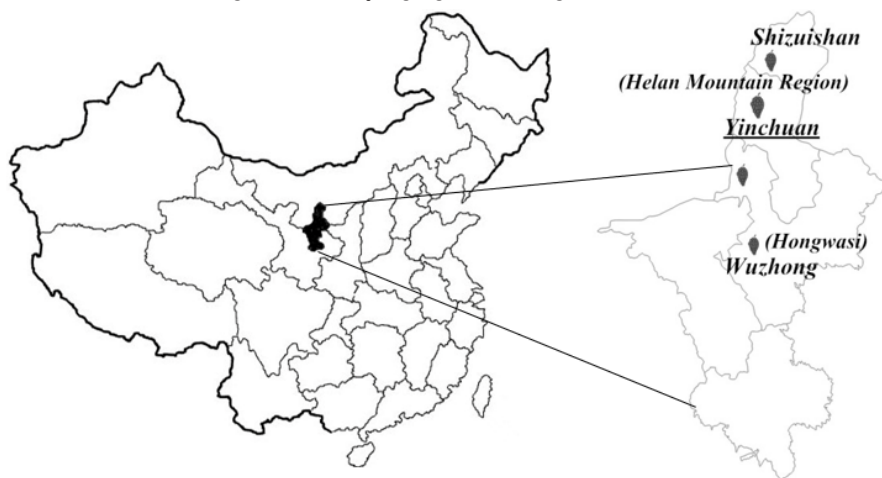 Shizuishan
(Helan Mountain Region)
Yinchuan
(Hongwasi)
Wuzhong